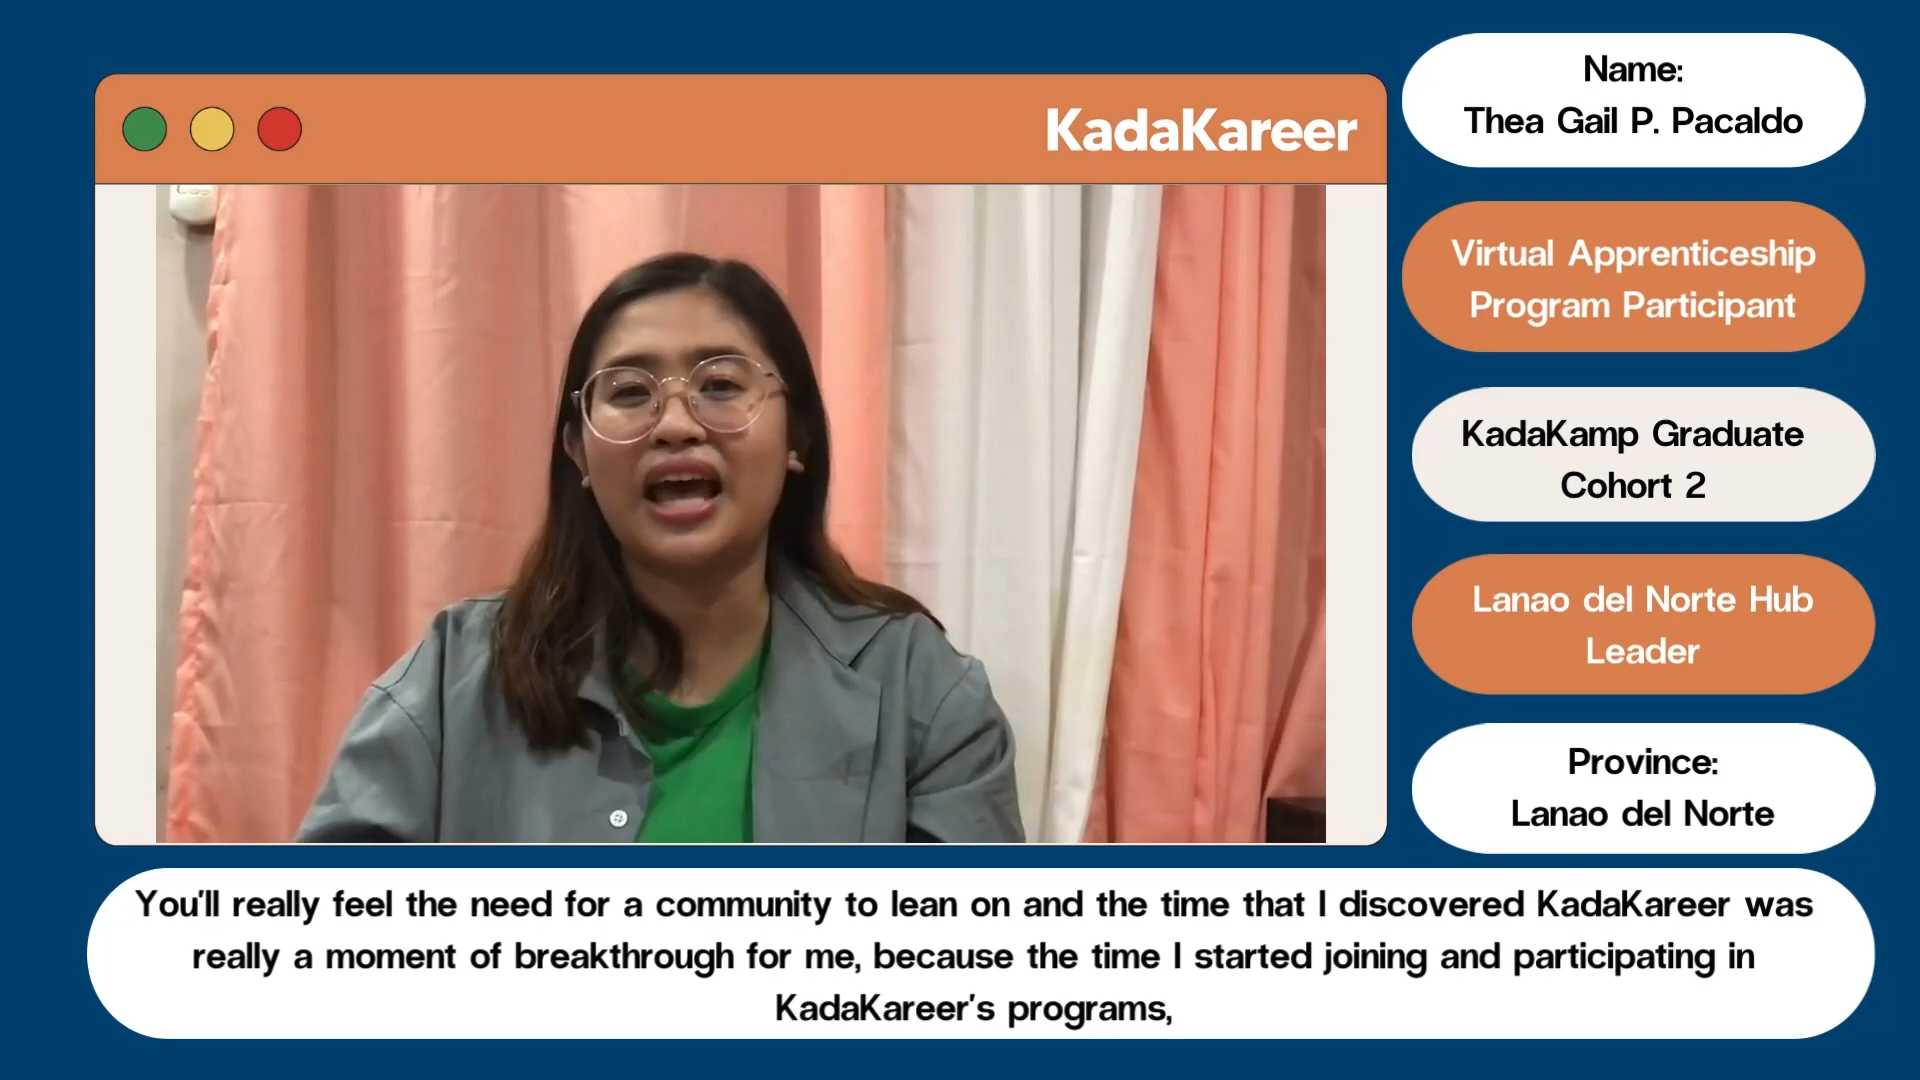 KadaKareer
Name:
Thea Gail P. Pacaldo
Virtual Apprenticeship
Program Participant
KadaKamp Graduate
Cohort 2
Lanao del Norte Hub
Leader
Province:
Lanao del Norte
You'll really feel the need for a community to lean on and the time that I discovered KadaKareer was
really a moment of breakthrough for me, because the time I started joining and participating in
KadaKareer's programs,